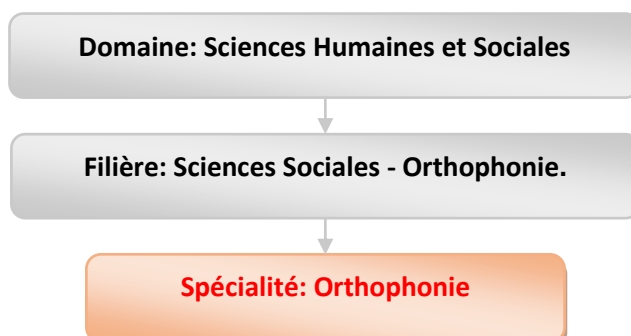 Domaine: Sciences Humaines et Sociales
Filière: Sciences Sociales - Orthophonie.
Spécialité: Orthophonie